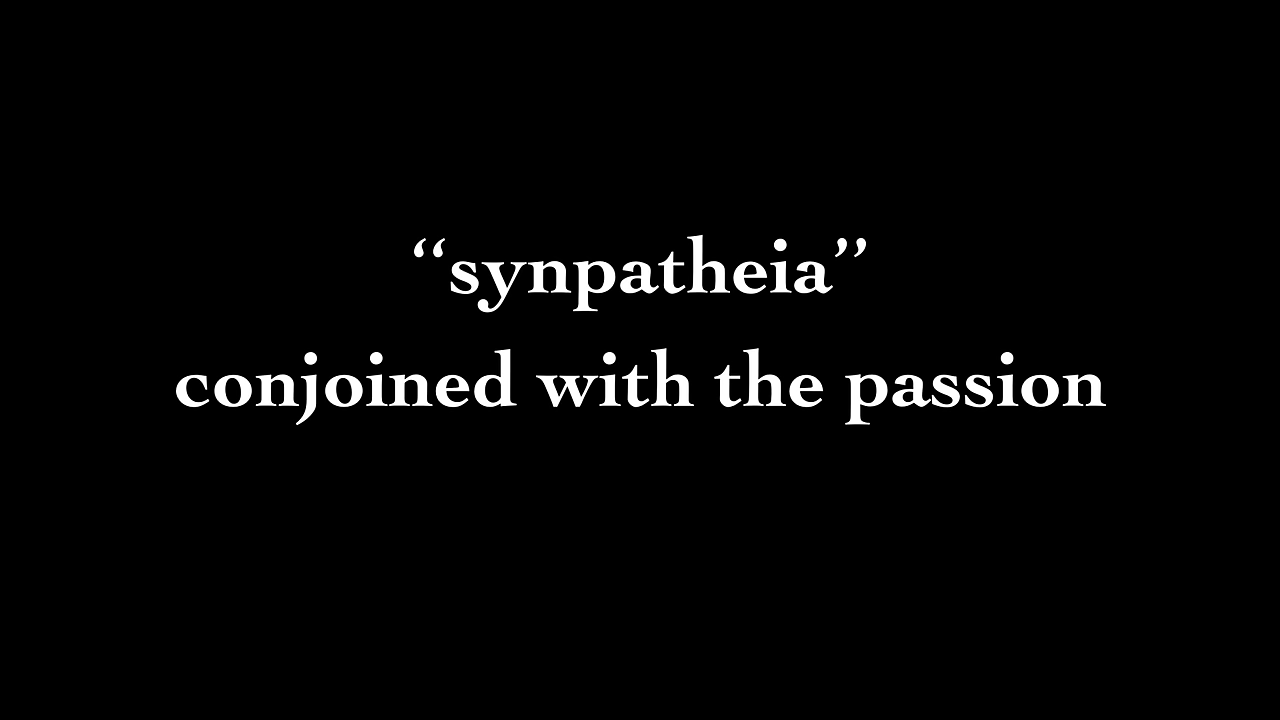 “synpatheia”
conjoined with the passion